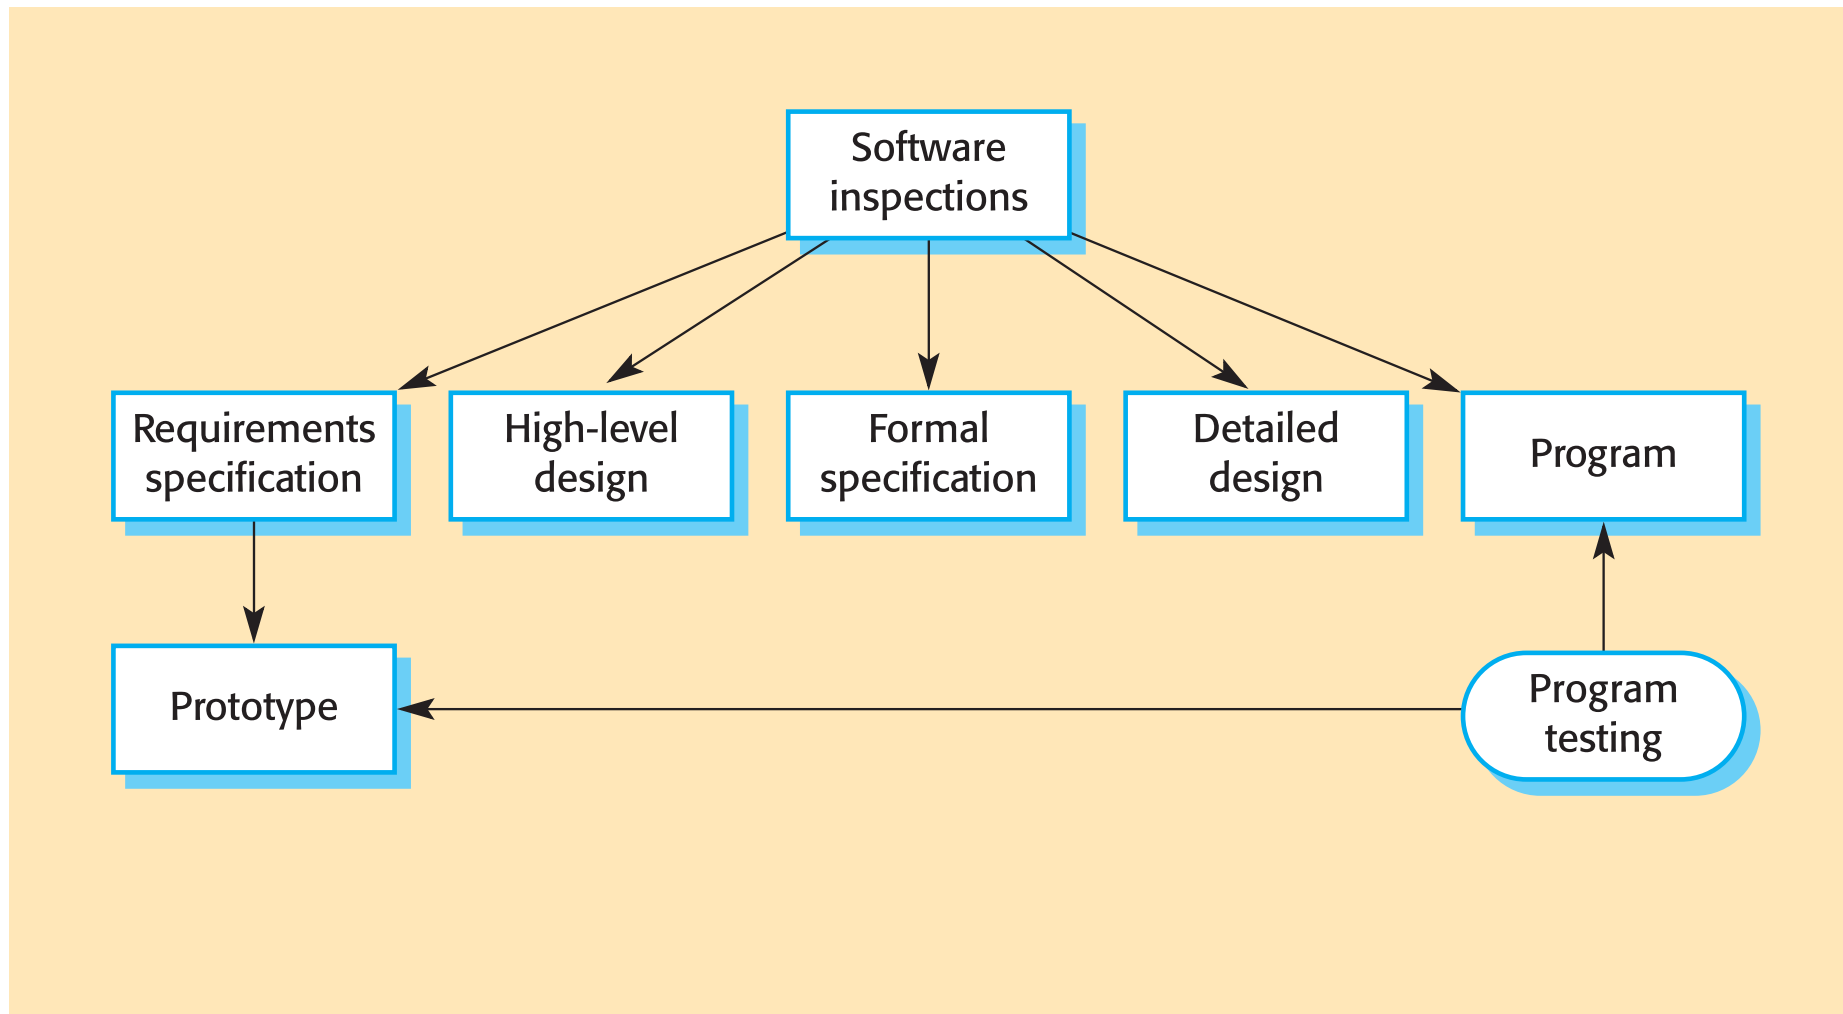 Software
inspections
Requirements
specification
High-level
design
Formal
specification
Detailed
design
Program
Prototype
Program
testing